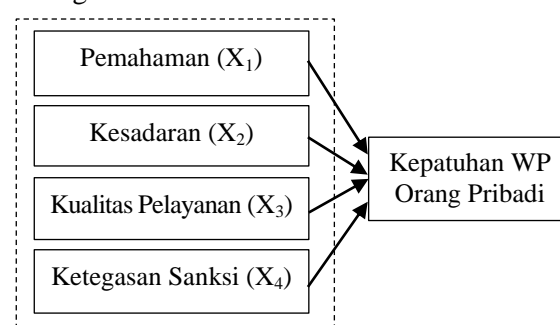 Pemahaman (X₁)
Kesadaran (X₂)
Kualitas Pelayanan (X₃)
Ketegasan Sanksi (X₄)
Kepatuhan WP
Orang Pribadi